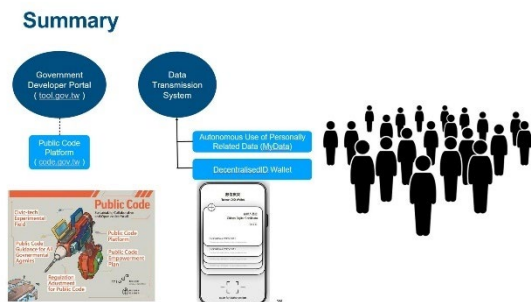 Summary
Government
Developer Portal
( tool.gov.tw )
Data
Transmission
System
Public Code
Platform
(code.gov.tw )
Autonomous Use of Personally
Related Data (MyData)
DecentralisedID Wallet
Public Code
Civic-tech
Experimental
Field
Public Code
Platform
Public Code
Guidance for All
Governmental
Agencies
Public Code
Empowerment
Plan
Regulation
Adjustment
for Public Code